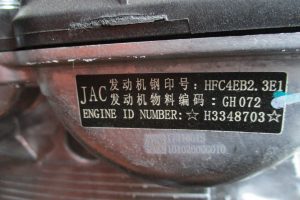 JAC 发动机钢印号: HFC4EB2.3E1
发动机物料编码: GH072
ENGINE ID NUMBER: ☆H3348703☆